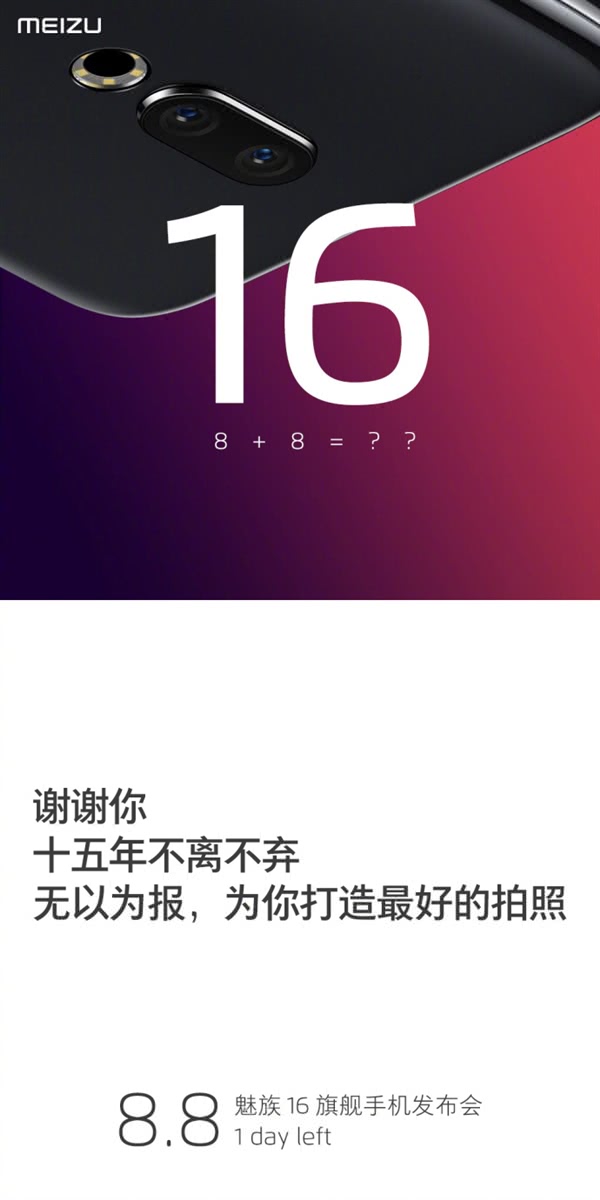 MEIZU
16
8 + 8 = ? ?
谢谢你
十五年不离不弃
无以为报，为你打造最好的拍照
8.8
魅族 16 旗舰手机发布会
1 day left